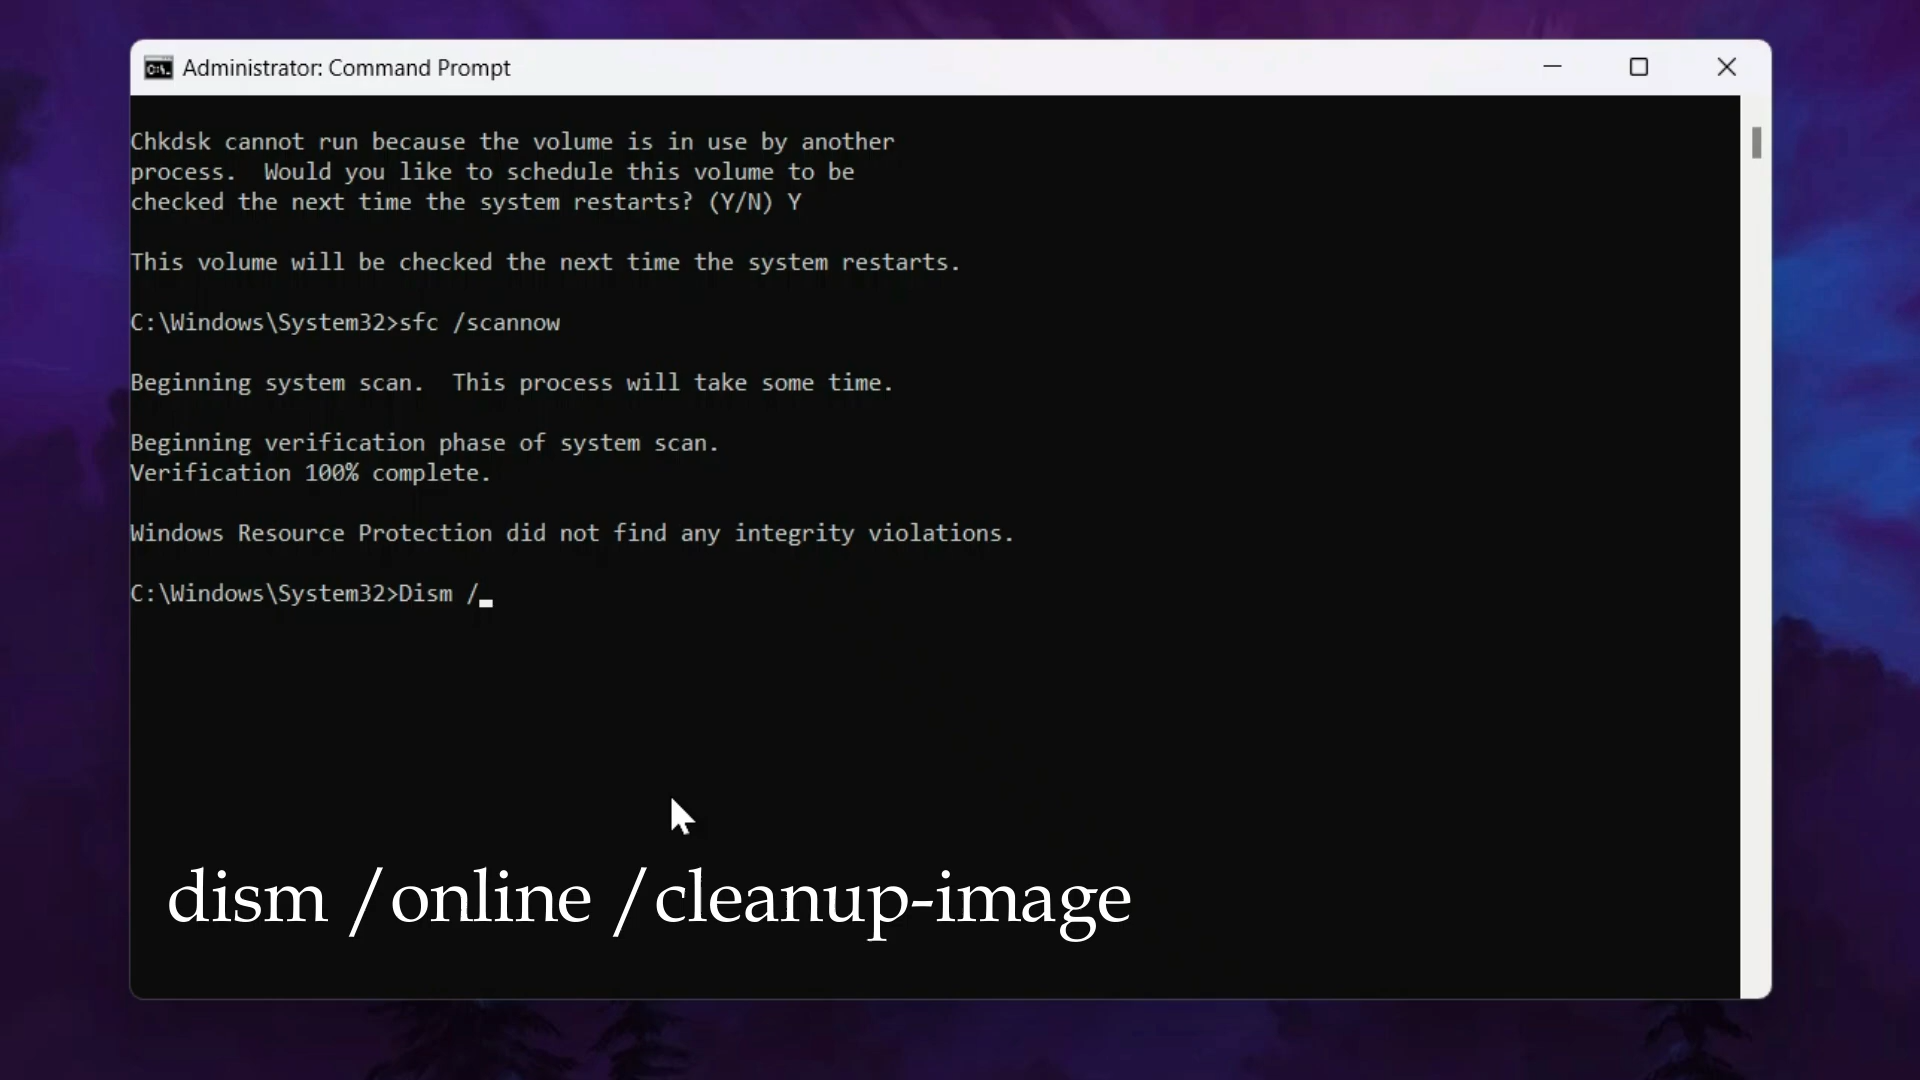 Administrator: Command Prompt
Chkdsk cannot run because the volume is in use by another
process.  Would you like to schedule this volume to be
checked the next time the system restarts? (Y/N) Y
This volume will be checked the next time the system restarts.
C:\Windows\System32>sfc /scannow
Beginning system scan.  This process will take some time.
Beginning verification phase of system scan.
Verification 100% complete.
Windows Resource Protection did not find any integrity violations.
C:\Windows\System32>Dism /_
dism /online /cleanup-image